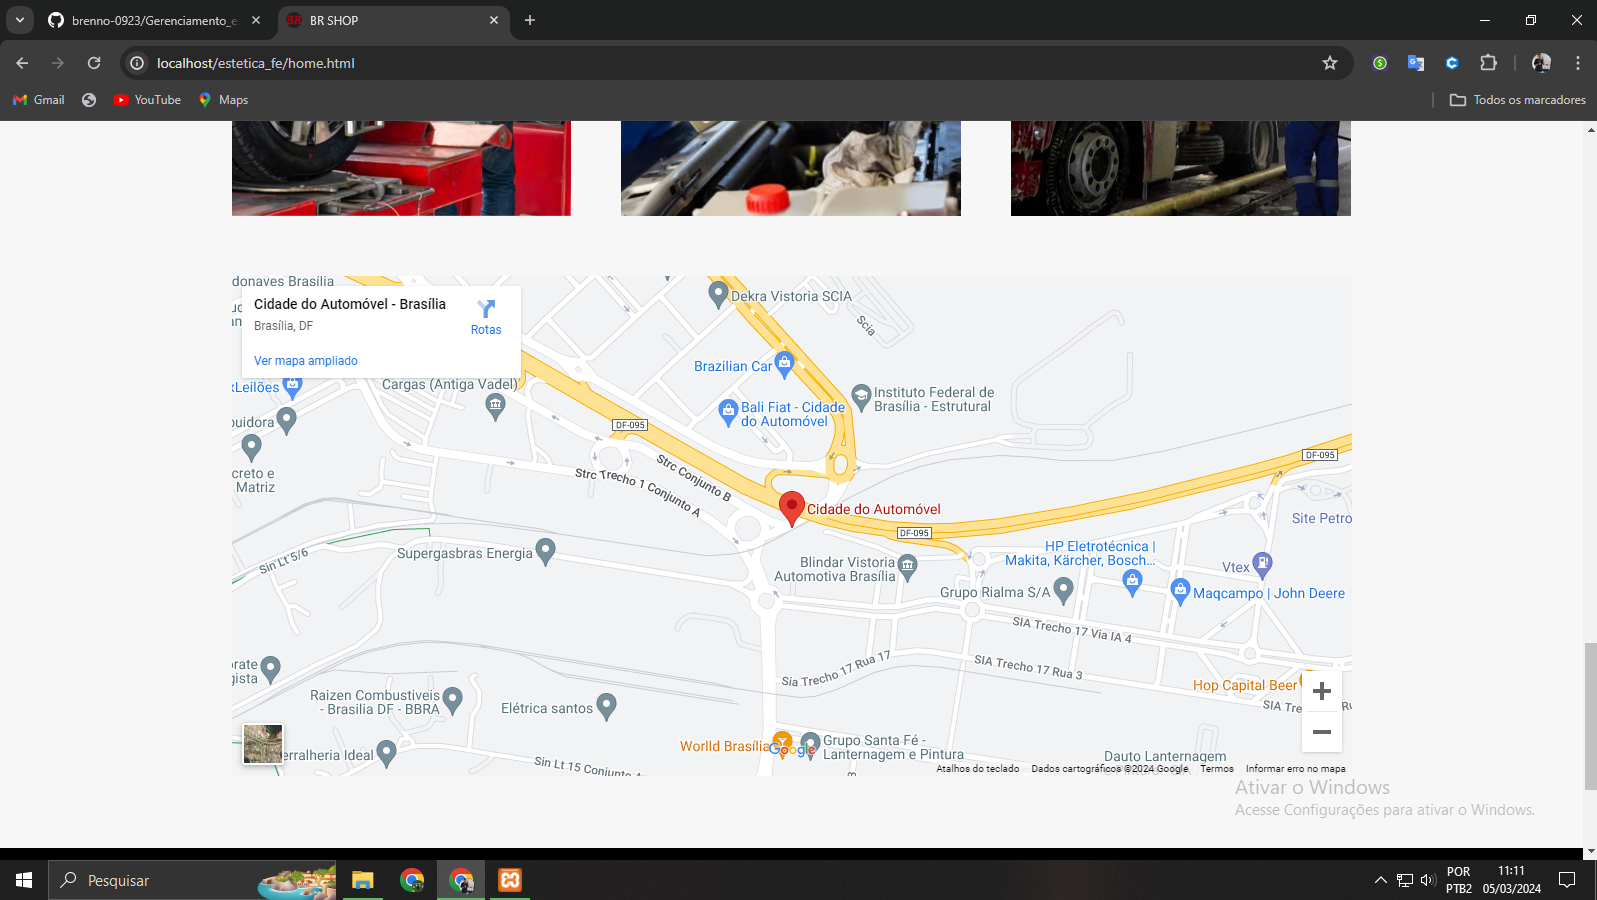 brenno-0923/Gerenciamento_e
BR SHOP
localhost/estetica_fe/home.html
Gmail
YouTube
Maps
Todos os marcadores
donaves Brasília
Cidade do Automóvel - Brasília
Brasília, DF
Rotas
Ver mapa ampliado
Dekra Vistoria SCIA
Scia
Brazilian Car
xLeilões
Cargas (Antiga Vadel)
Instituto Federal de
Brasília - Estrutural
Bali Fiat - Cidade
do Automóvel
buidora
DF-095
creto e
Matriz
Strc Conjunto B
Strc Trecho 1 Conjunto A
DF-095
Cidade do Automóvel
Site Petro
DF-095
Sin Lt 5/6
Supergasbras Energia
HP Eletrotécnica |
Makita, Kärcher, Bosch...
Blindar Vistoria
Automotiva Brasília
Vtex
Grupo Rialma S/A
Maqcampo | John Deere
SIA Trecho 17 Via IA 4
orate
gista
Sia Trecho 17 Rua 17
SIA Trecho 17 Rua 3
Hop Capital Beer
Raizen Combustiveis
- Brasilia DF - BBRA
Elétrica santos
SIA Tre
Worlld Brasília
Google
Grupo Santa Fé -
Lanternagem e Pintura
erralheria Ideal
Sin Lt 15 Conjunto A
Dauto Lanternagem
Atalhos do teclado
Dados cartográficos ©2024 Google
Termos
Informar erro no mapa
Ativar o Windows
Acesse Configurações para ativar o Windows.
Pesquisar
POR
PTB2
11:11
05/03/2024